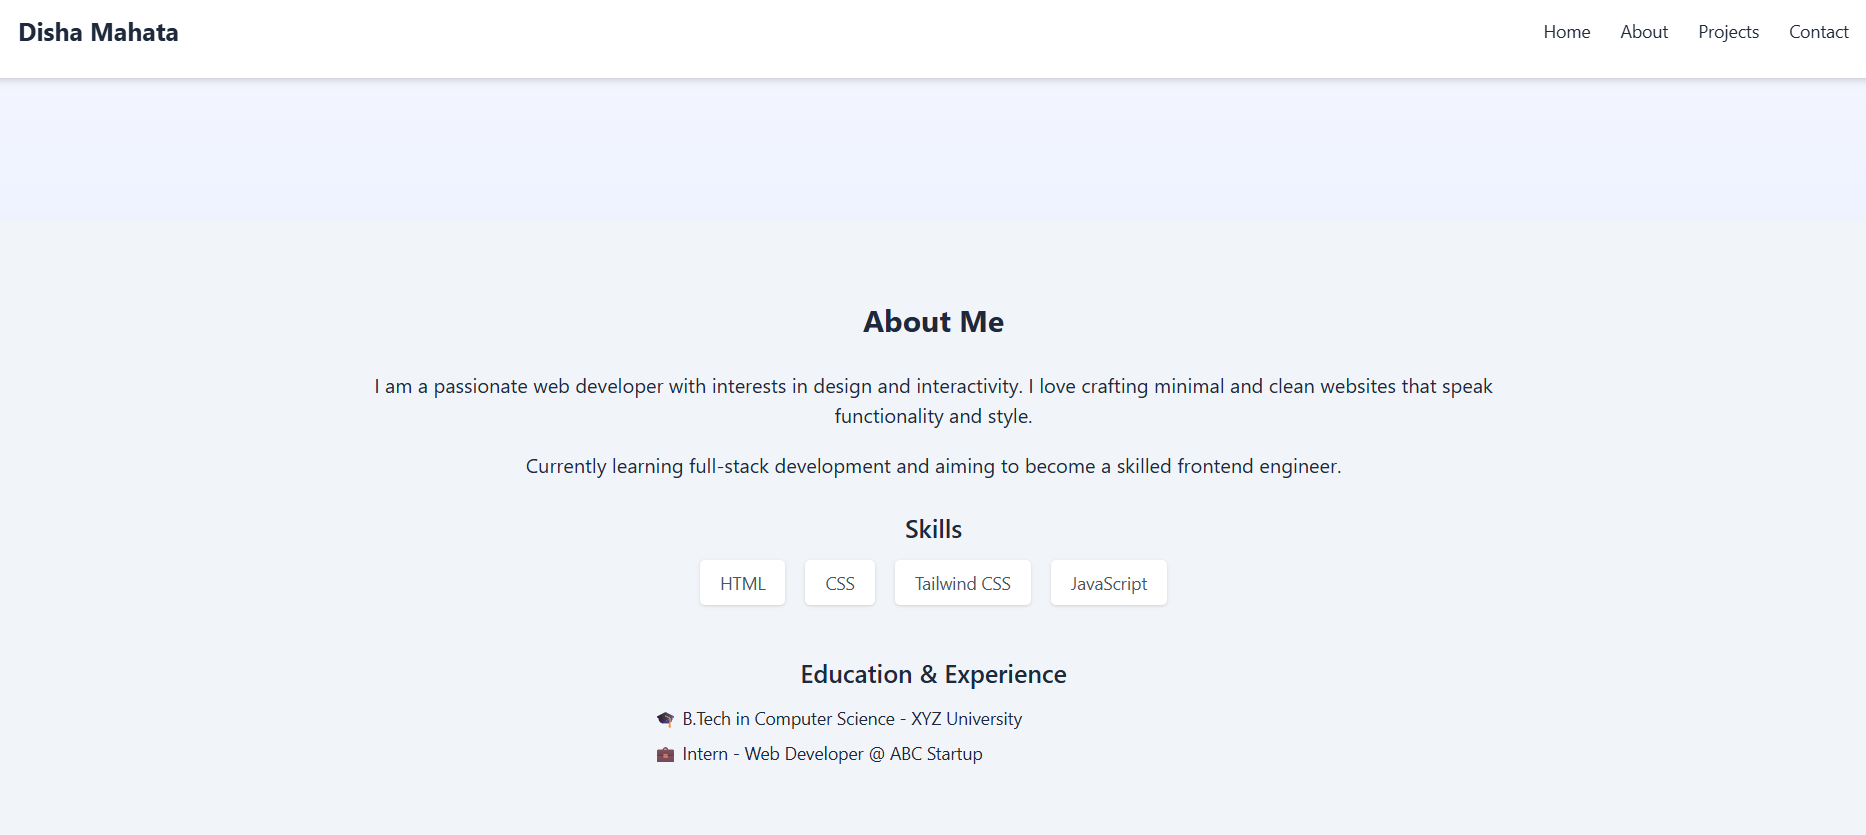 Disha Mahata
Home About Projects Contact
About Me
I am a passionate web developer with interests in design and interactivity. I love crafting minimal and clean websites that speak
functionality and style.
Currently learning full-stack development and aiming to become a skilled frontend engineer.
Skills
HTML CSS Tailwind CSS JavaScript
Education & Experience
🎓 B.Tech in Computer Science - XYZ University
💼 Intern - Web Developer @ ABC Startup